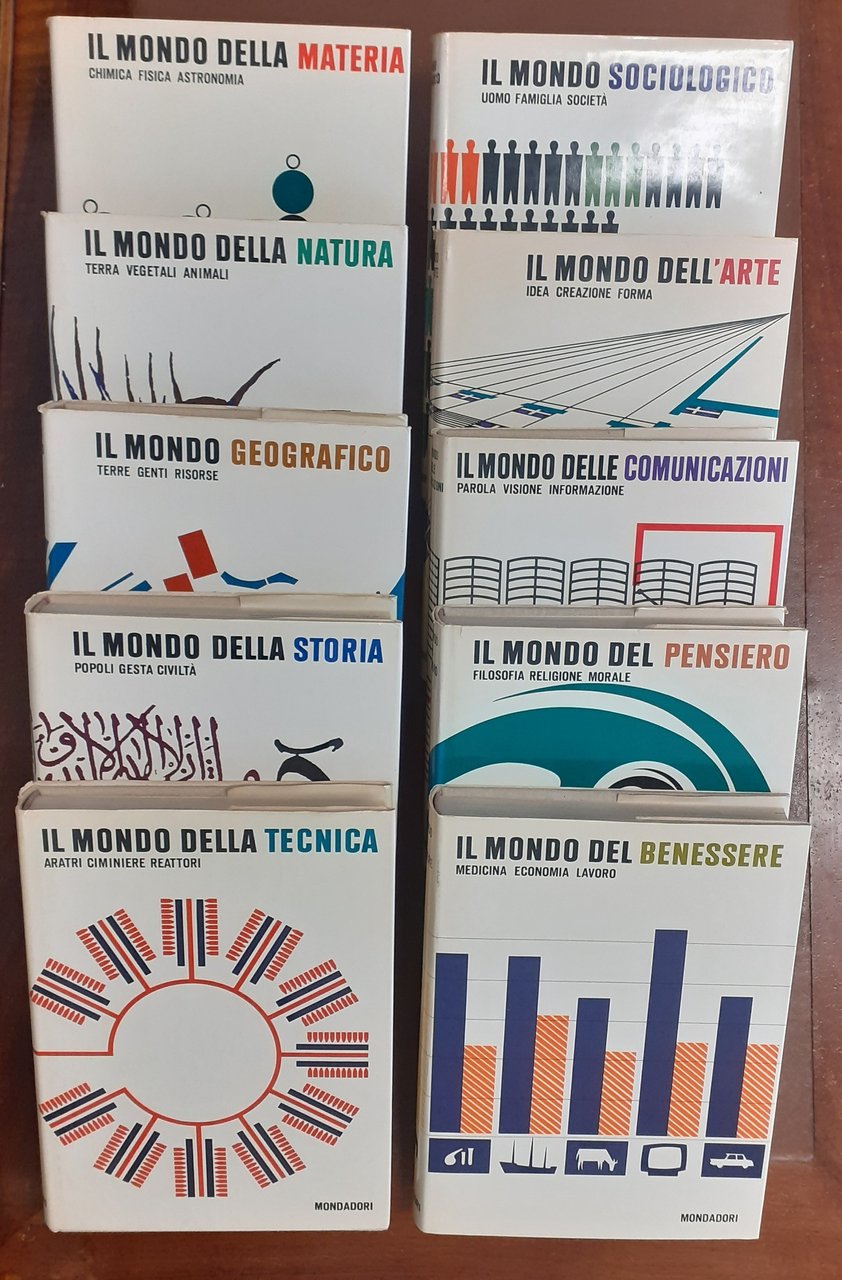 IL MONDO DELLA MATERIA
CHIMICA FISICA ASTRONOMIA
IL MONDO DELLA NATURA
TERRA VEGETALI ANIMALI
IL MONDO GEOGRAFICO
TERRE GENTI RISORSE
IL MONDO DELLA STORIA
POPOLI GESTA CIVILTÀ
IL MONDO DELLA TECNICA
ARATRI CIMINIERE REATTORI
MONDADORI
IL MONDO SOCIOLOGICO
UOMO FAMIGLIA SOCIETÀ
IL MONDO DELL'ARTE
IDEA CREAZIONE FORMA
IL MONDO DELLE COMUNICAZIONI
PAROLA VISIONE INFORMAZIONE
IL MONDO DEL PENSIERO
FILOSOFIA RELIGIONE MORALE
IL MONDO DEL BENESSERE
MEDICINA ECONOMIA LAVORO
MONDADORI